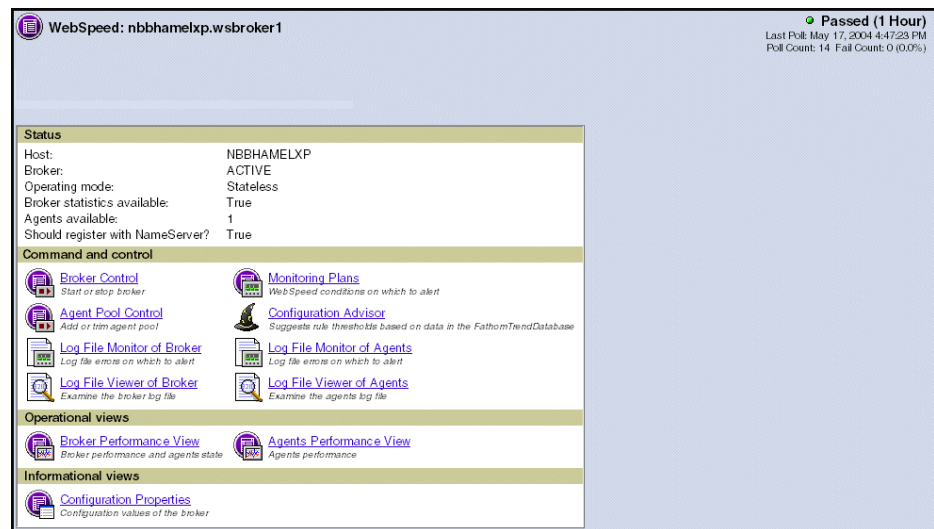 WebSpeed: nbbhamelxp.wsbroker1
Passed (1 Hour)
Last Poll: May 17, 2004 4:47:23 PM
Poll Count: 14 Fail Count: 0 (0.0%)
Status
Host: NBBHAMELXP
Broker: ACTIVE
Operating mode: Stateless
Broker statistics available: True
Agents available: 1
Should register with NameServer? True
Command and control
Broker Control
Start or stop broker
Monitoring Plans
WebSpeed conditions on which to alert
Agent Pool Control
Add or trim agent pool
Configuration Advisor
Suggests rule thresholds based on data in the FathomTrendDatabase
Log File Monitor of Broker
Log file errors on which to alert
Log File Monitor of Agents
Log file errors on which to alert
Log File Viewer of Broker
Examine the broker log file
Log File Viewer of Agents
Examine the agents log file
Operational views
Broker Performance View
Broker performance and agents state
Agents Performance View
Agents performance
Informational views
Configuration Properties
Configuration values of the broker